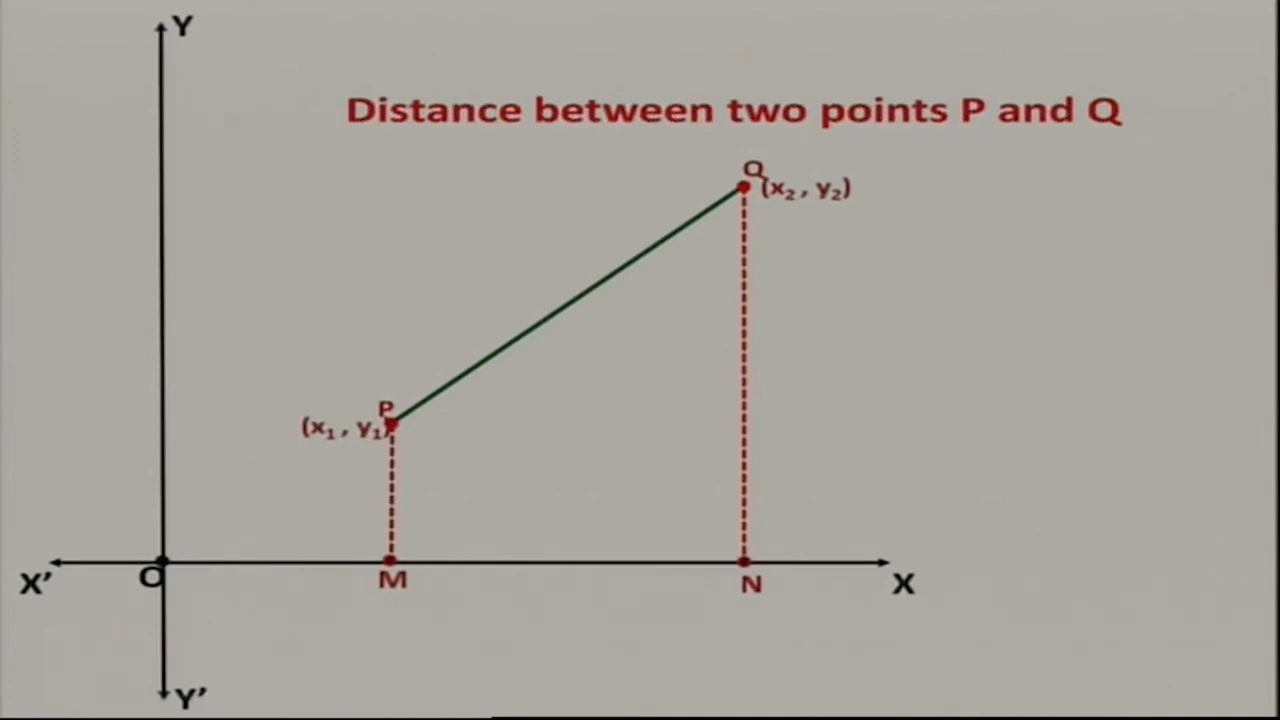 Y
Distance between two points P and Q
Q
(x₂ , y₂)
P
(x₁ , y₁)
X' O M N X
Y'